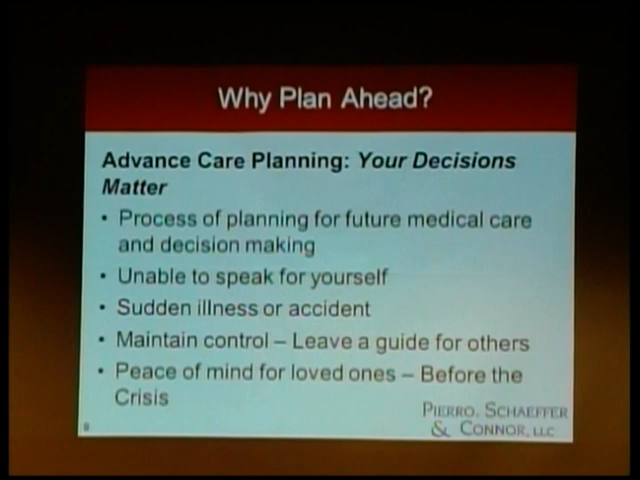 Why Plan Ahead?
Advance Care Planning: Your Decisions
Matter
• Process of planning for future medical care
and decision making
• Unable to speak for yourself
• Sudden illness or accident
• Maintain control – Leave a guide for others
• Peace of mind for loved ones – Before the
Crisis
PIERRO, SCHAEFFER
& CONNOR, LLC